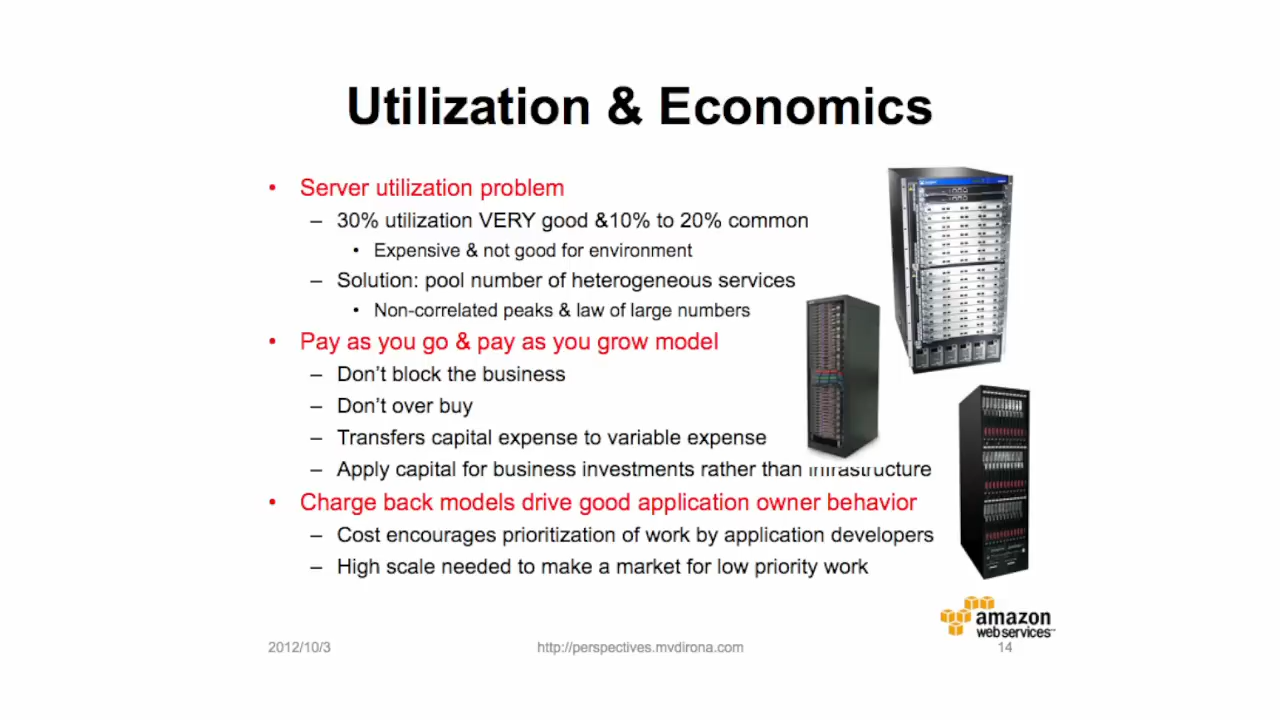 Utilization & Economics
• Server utilization problem
– 30% utilization VERY good &10% to 20% common
• Expensive & not good for environment
– Solution: pool number of heterogeneous services
• Non-correlated peaks & law of large numbers
• Pay as you go & pay as you grow model
– Don’t block the business
– Don’t over buy
– Transfers capital expense to variable expense
– Apply capital for business investments rather than infrastructure
• Charge back models drive good application owner behavior
– Cost encourages prioritization of work by application developers
– High scale needed to make a market for low priority work
amazon
web services™
2012/10/3
http://perspectives.mvdirona.com
14